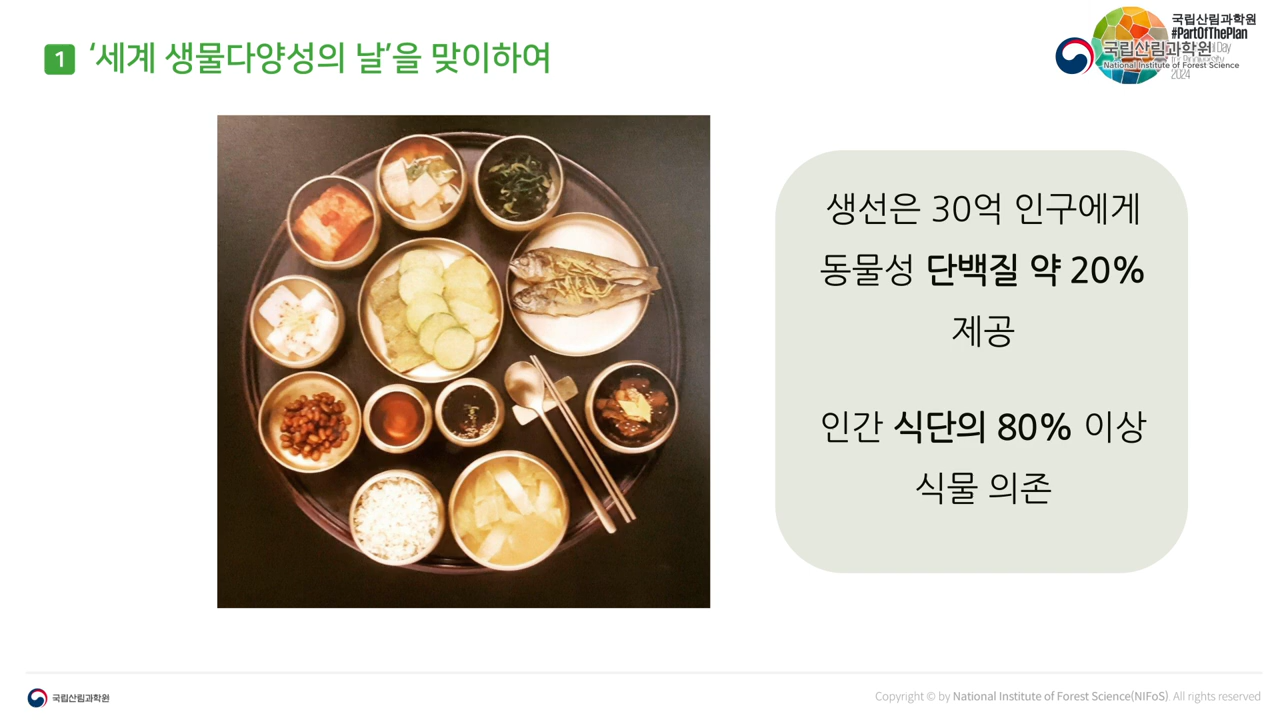 1 ‘세계 생물다양성의 날’을 맞이하여
국립산림과학원
#PartOfThePlan
국립산림과학원
National Institute of Forest Science
2024
생선은 30억 인구에게
동물성 단백질 약 20%
제공
인간 식단의 80% 이상
식물 의존
국립산림과학원
Copyright © by National Institute of Forest Science(NIFoS). All rights reserved